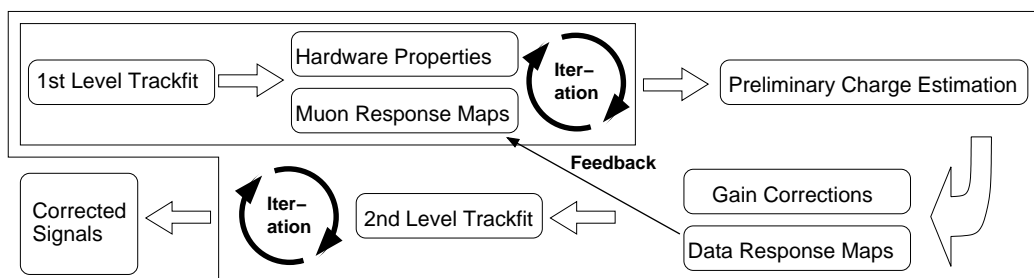 1st Level Trackfit
Hardware Properties
Muon Response Maps
Iter–
ation
Preliminary Charge Estimation
Feedback
Gain Corrections
Data Response Maps
2nd Level Trackfit
Iter–
ation
Corrected
Signals